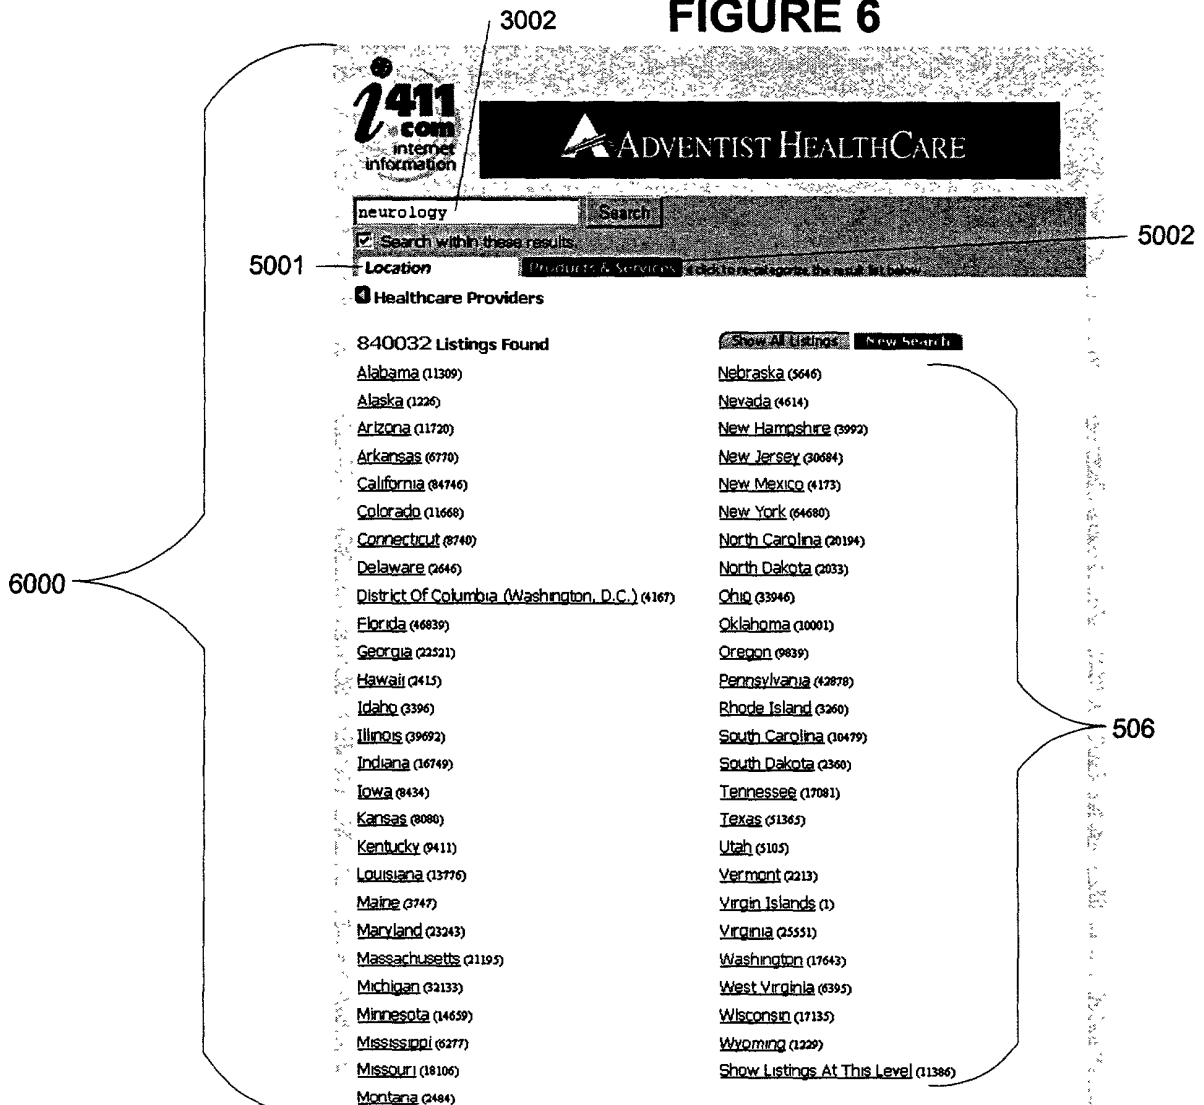 FIGURE 6
3002
i411
.com
internet
information
ADVENTIST HEALTHCARE
neurology
Search
Search within these results.
5002
5001
Location
Products & Services
click to re-categorize the result list below
Healthcare Providers
840032 Listings Found
Show All Listings
New Search
Alabama (11309)
Alaska (1226)
Arizona (11720)
Arkansas (6770)
California (84746)
Colorado (11668)
Connecticut (8740)
Delaware (2646)
District Of Columbia (Washington, D.C.) (4167)
Florida (46839)
Georgia (22521)
Hawaii (2415)
Idaho (3396)
Illinois (39692)
Indiana (16749)
Iowa (8434)
Kansas (8080)
Kentucky (9411)
Louisiana (13776)
Maine (3747)
Maryland (23243)
Massachusetts (21195)
Michigan (32133)
Minnesota (14659)
Mississippi (6277)
Missouri (18106)
Montana (2484)
Nebraska (5646)
Nevada (4614)
New Hampshire (3992)
New Jersey (30684)
New Mexico (4173)
New York (64680)
North Carolina (20194)
North Dakota (2033)
Ohio (33946)
Oklahoma (10001)
Oregon (9839)
Pennsylvania (42878)
Rhode Island (3260)
South Carolina (10479)
South Dakota (2360)
Tennessee (17081)
Texas (51365)
Utah (5105)
Vermont (2213)
Virgin Islands (1)
Virginia (25551)
Washington (17643)
West Virginia (6395)
Wisconsin (17135)
Wyoming (1229)
Show Listings At This Level (11386)
6000
506